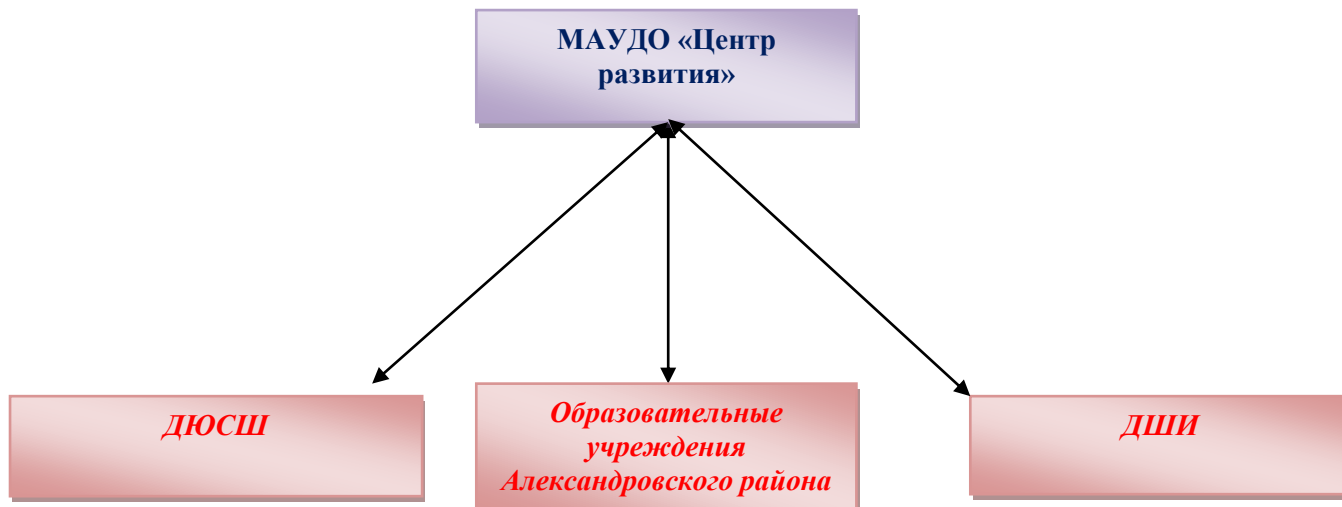 МАУДО «Центр
развития»
ДЮСШ
Образовательные
учреждения
Александровского района
ДШИ